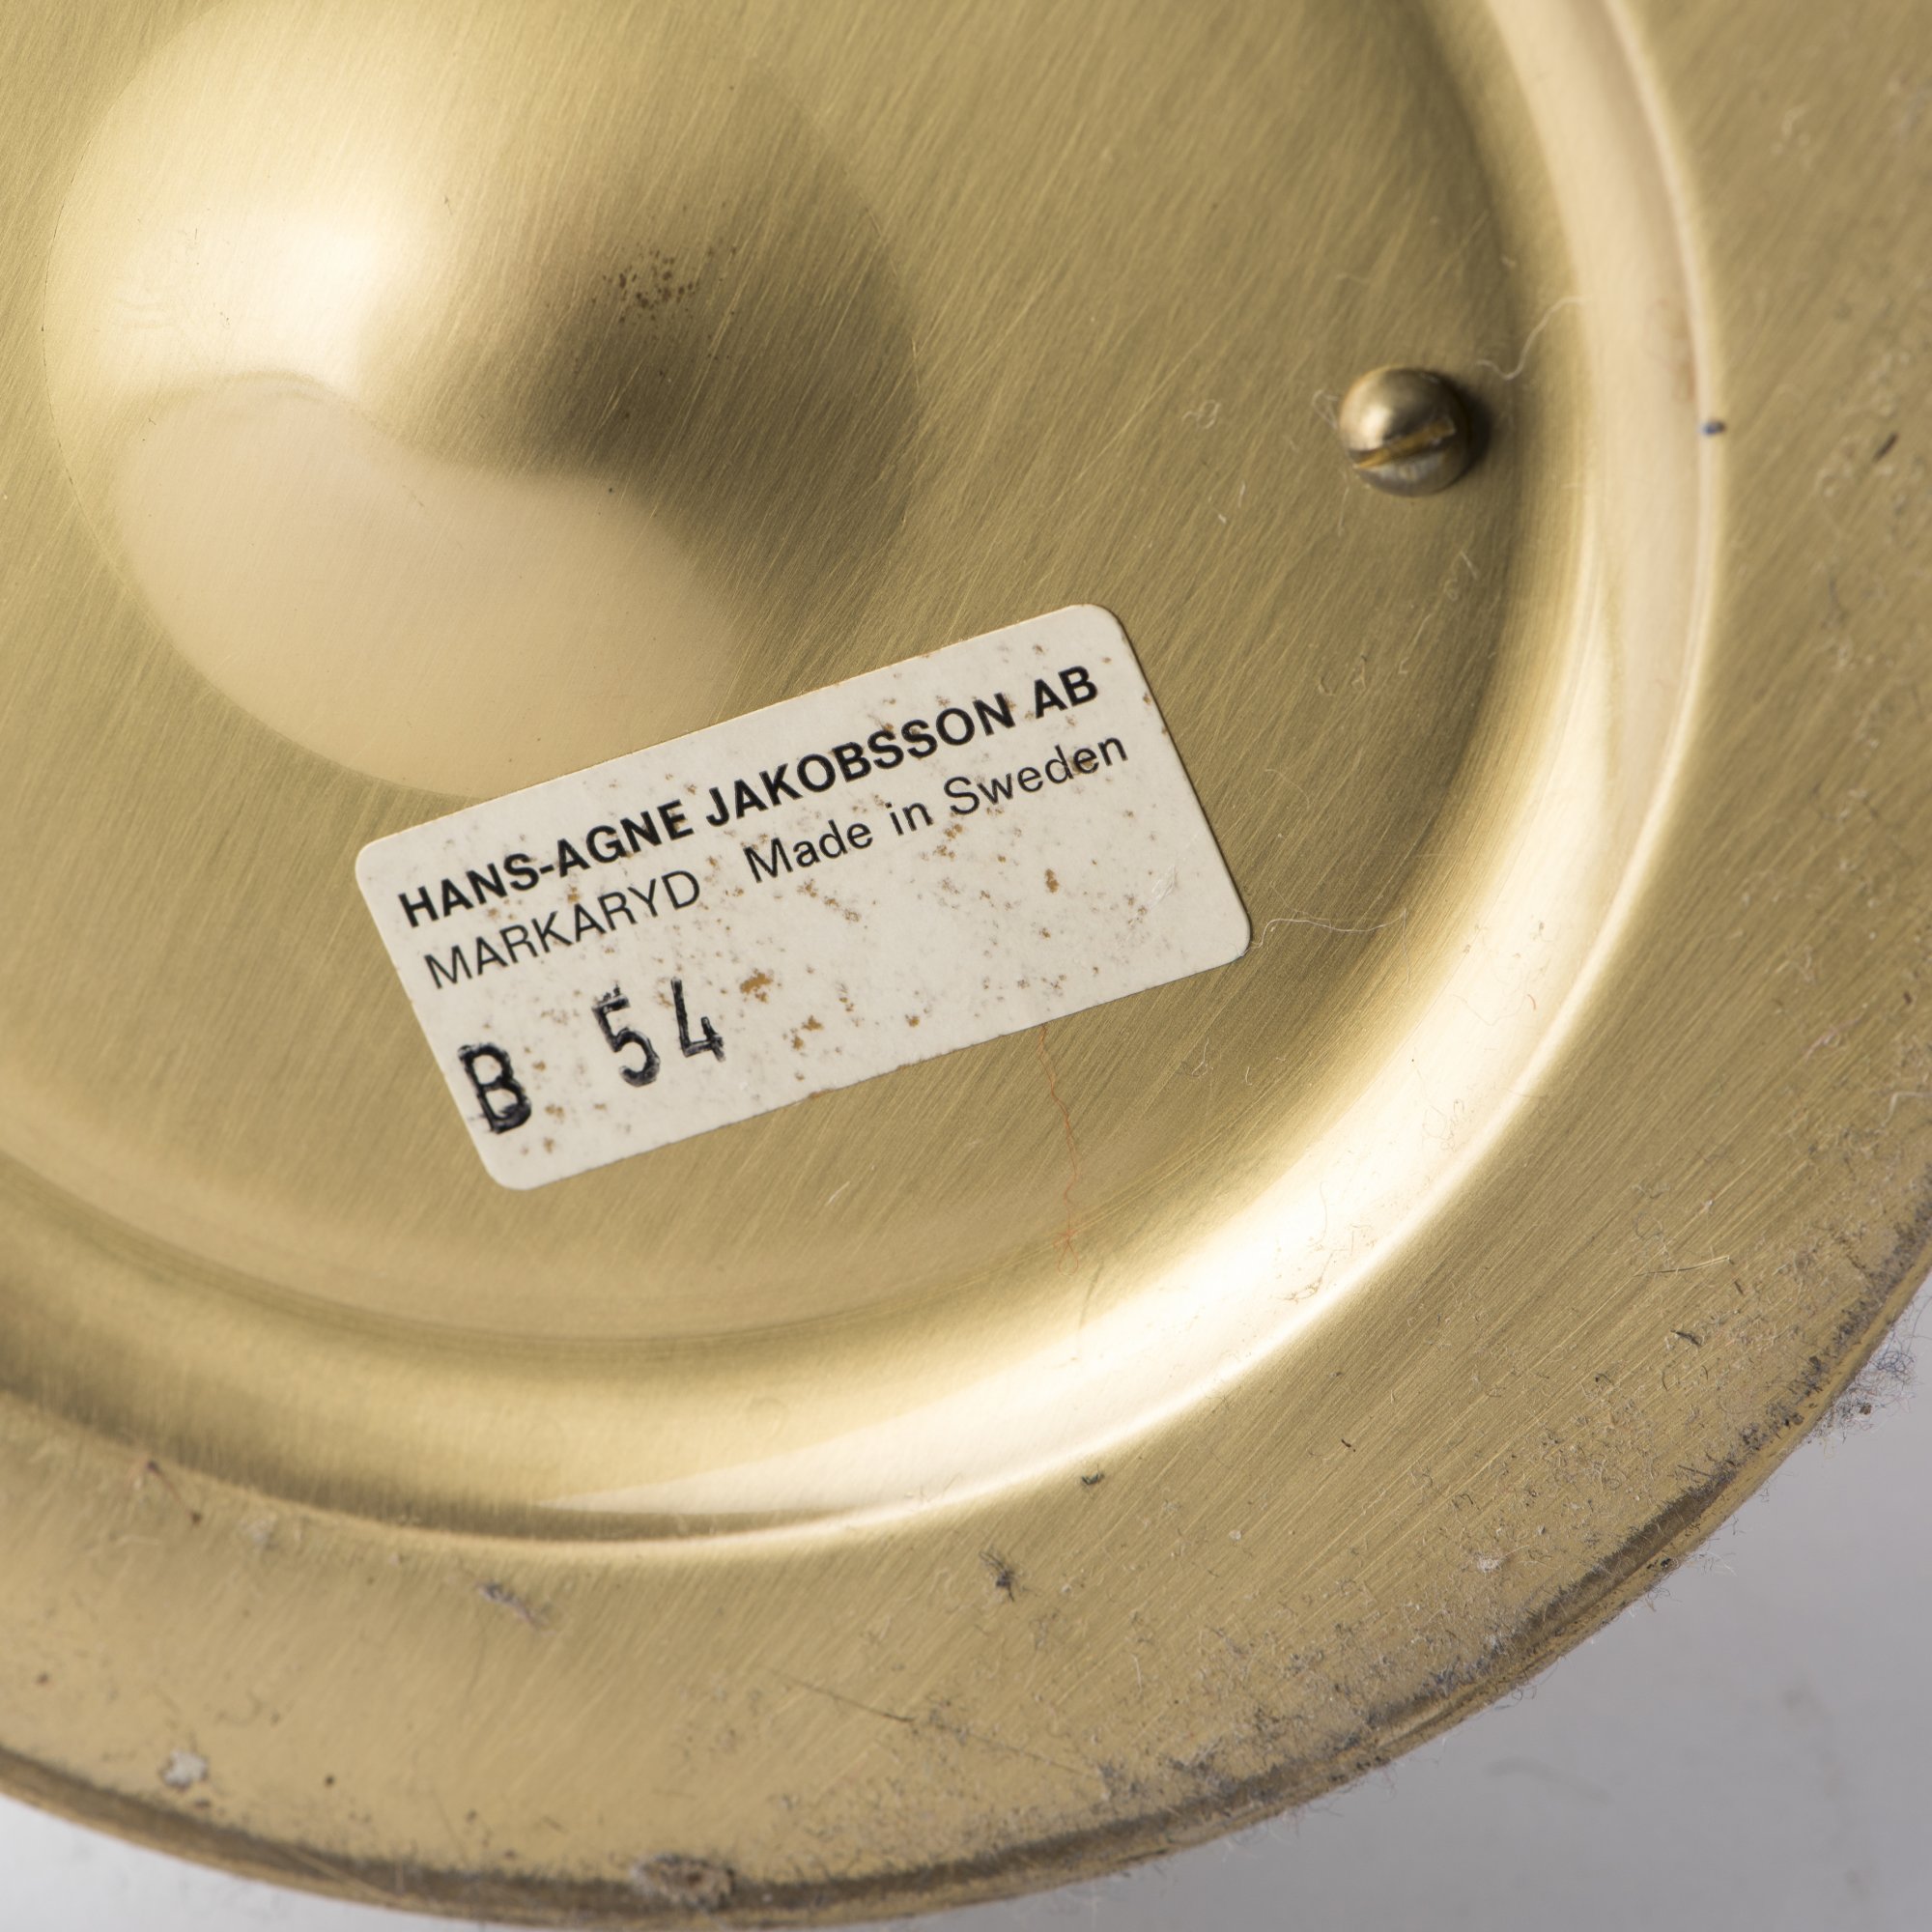 HANS-AGNE JAKOBSSON AB
MARKARYD Made in Sweden
B 54